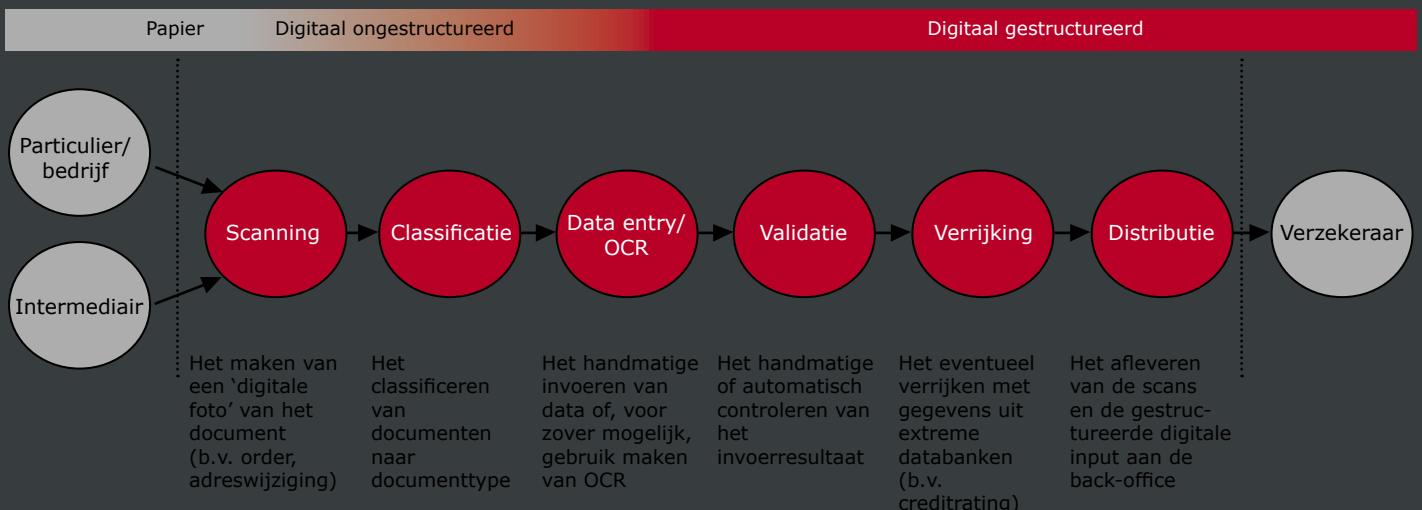 Papier
Digitaal ongestructureerd
Digitaal gestructureerd
Particulier/
bedrijf
Intermediair
Scanning
Classificatie
Data entry/
OCR
Validatie
Verrijking
Distributie
Verzekeraar
Het maken van
een ‘digitale
foto’ van het
document
(b.v. order,
adreswijziging)
Het
classificeren
van
documenten
naar
documenttype
Het handmatige
invoeren van
data of, voor
zover mogelijk,
gebruik maken
van OCR
Het handmatige
of automatisch
controleren van
het
invoerresultaat
Het eventueel
verrijken met
gegevens uit
extreme
databanken
(b.v.
creditrating)
Het afleveren
van de scans
en de gestruc-
tureerde digitale
input aan de
back-office